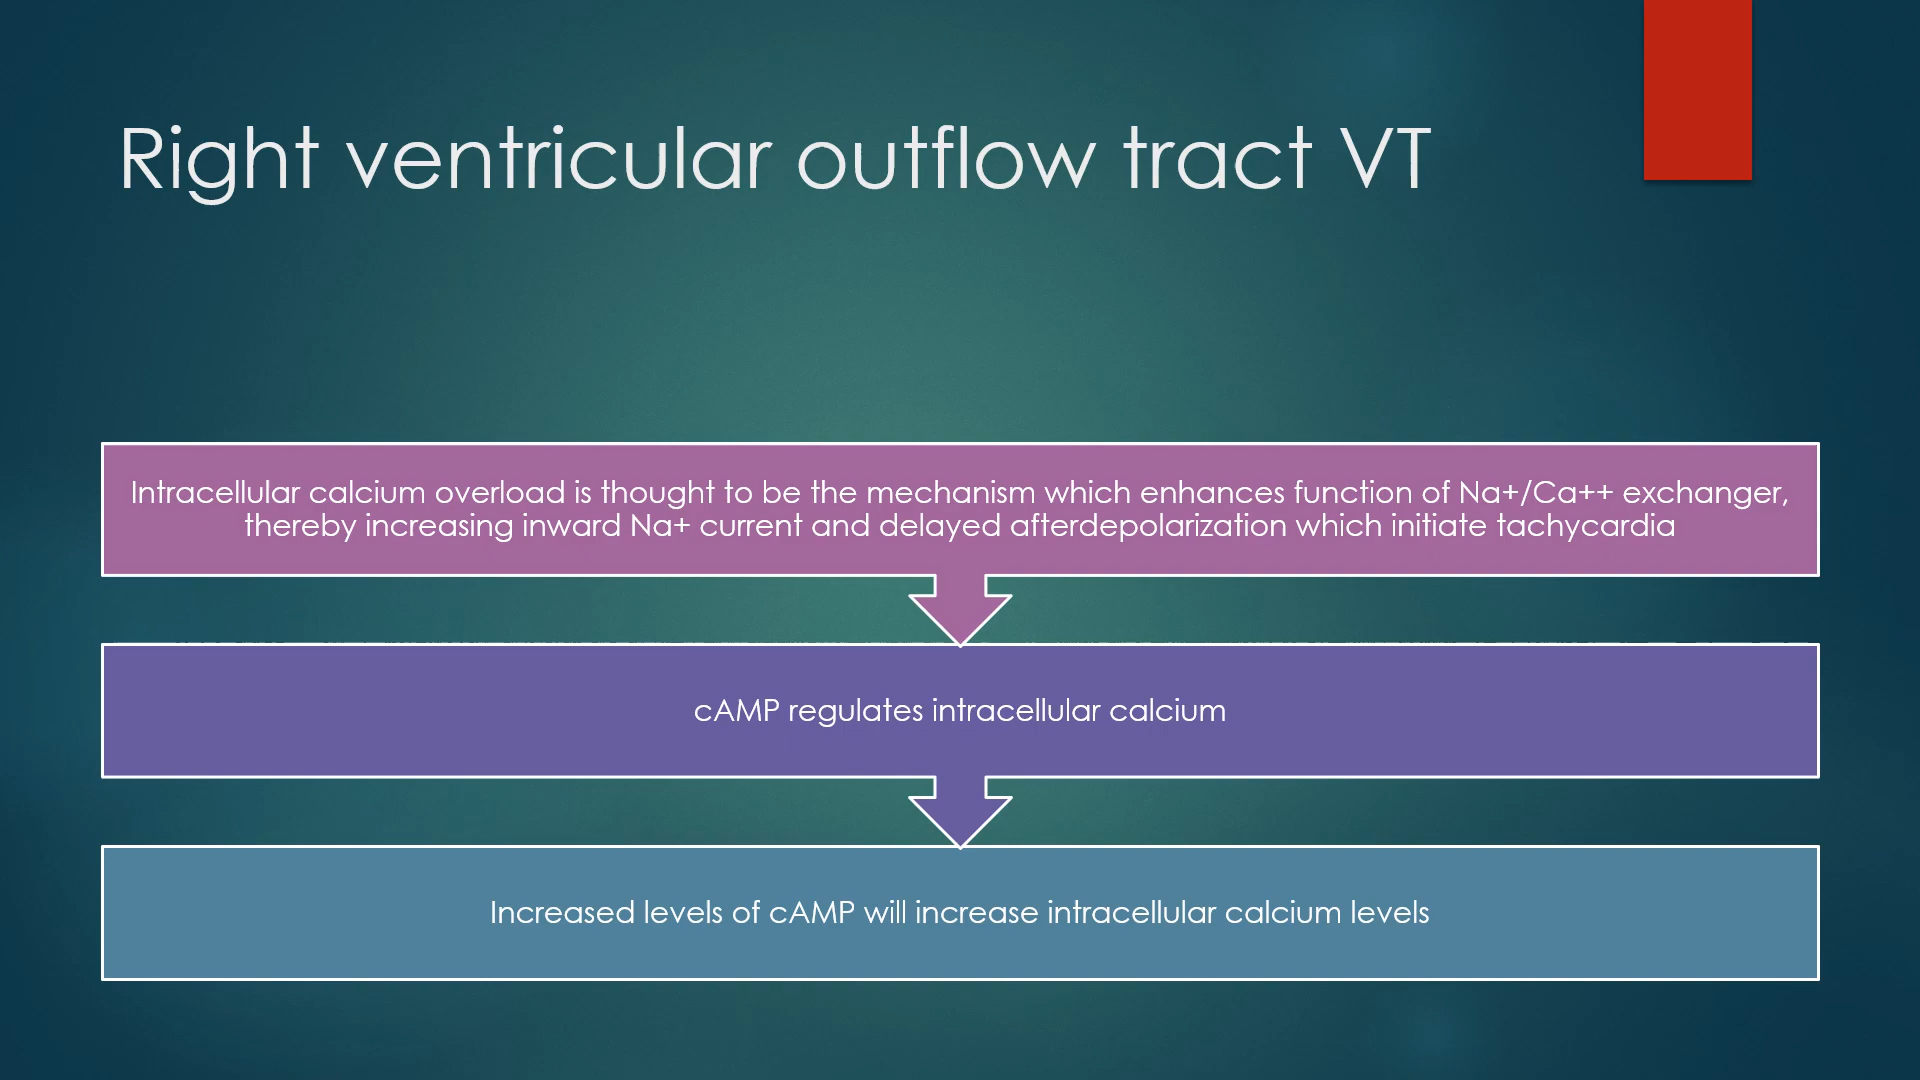 Right ventricular outflow tract VT
Intracellular calcium overload is thought to be the mechanism which enhances function of Na+/Ca++ exchanger,
thereby increasing inward Na+ current and delayed afterdepolarization which initiate tachycardia
cAMP regulates intracellular calcium
Increased levels of cAMP will increase intracellular calcium levels